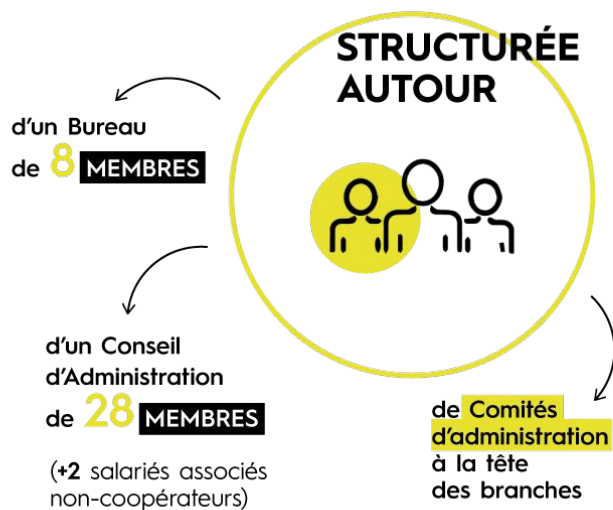 STRUCTURÉE
AUTOUR
d'un Bureau
de 8 MEMBRES
d'un Conseil
d'Administration
de 28 MEMBRES
(+2 salariés associés
non-coopérateurs)
de Comités
d'administration
à la tête
des branches